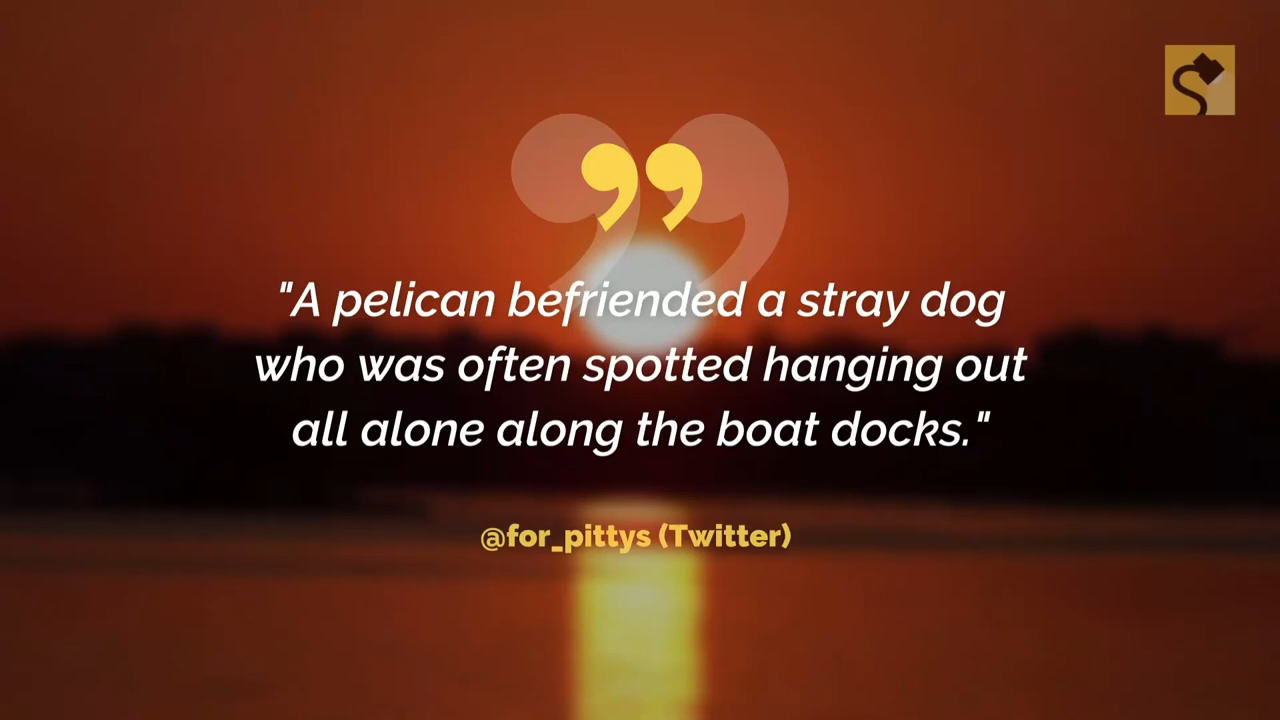 "A pelican befriended a stray dog
who was often spotted hanging out
all alone along the boat docks."
@for_pittys (Twitter)